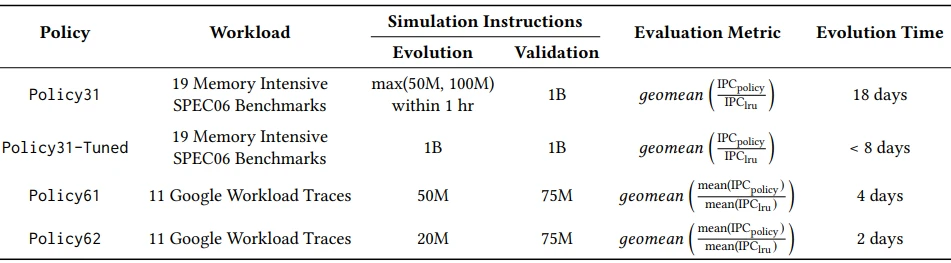 Policy Workload Simulation Instructions Evaluation Metric Evolution Time
Evolution Validation
Policy31 19 Memory Intensive SPEC06 Benchmarks max(50M, 100M) within 1 hr 1B geomean(IPCpolicy/IPClru) 18 days
Policy31-Tuned 19 Memory Intensive SPEC06 Benchmarks 1B 1B geomean(IPCpolicy/IPClru) < 8 days
Policy61 11 Google Workload Traces 50M 75M geomean(mean(IPCpolicy)/mean(IPClru)) 4 days
Policy62 11 Google Workload Traces 20M 75M geomean(mean(IPCpolicy)/mean(IPClru)) 2 days